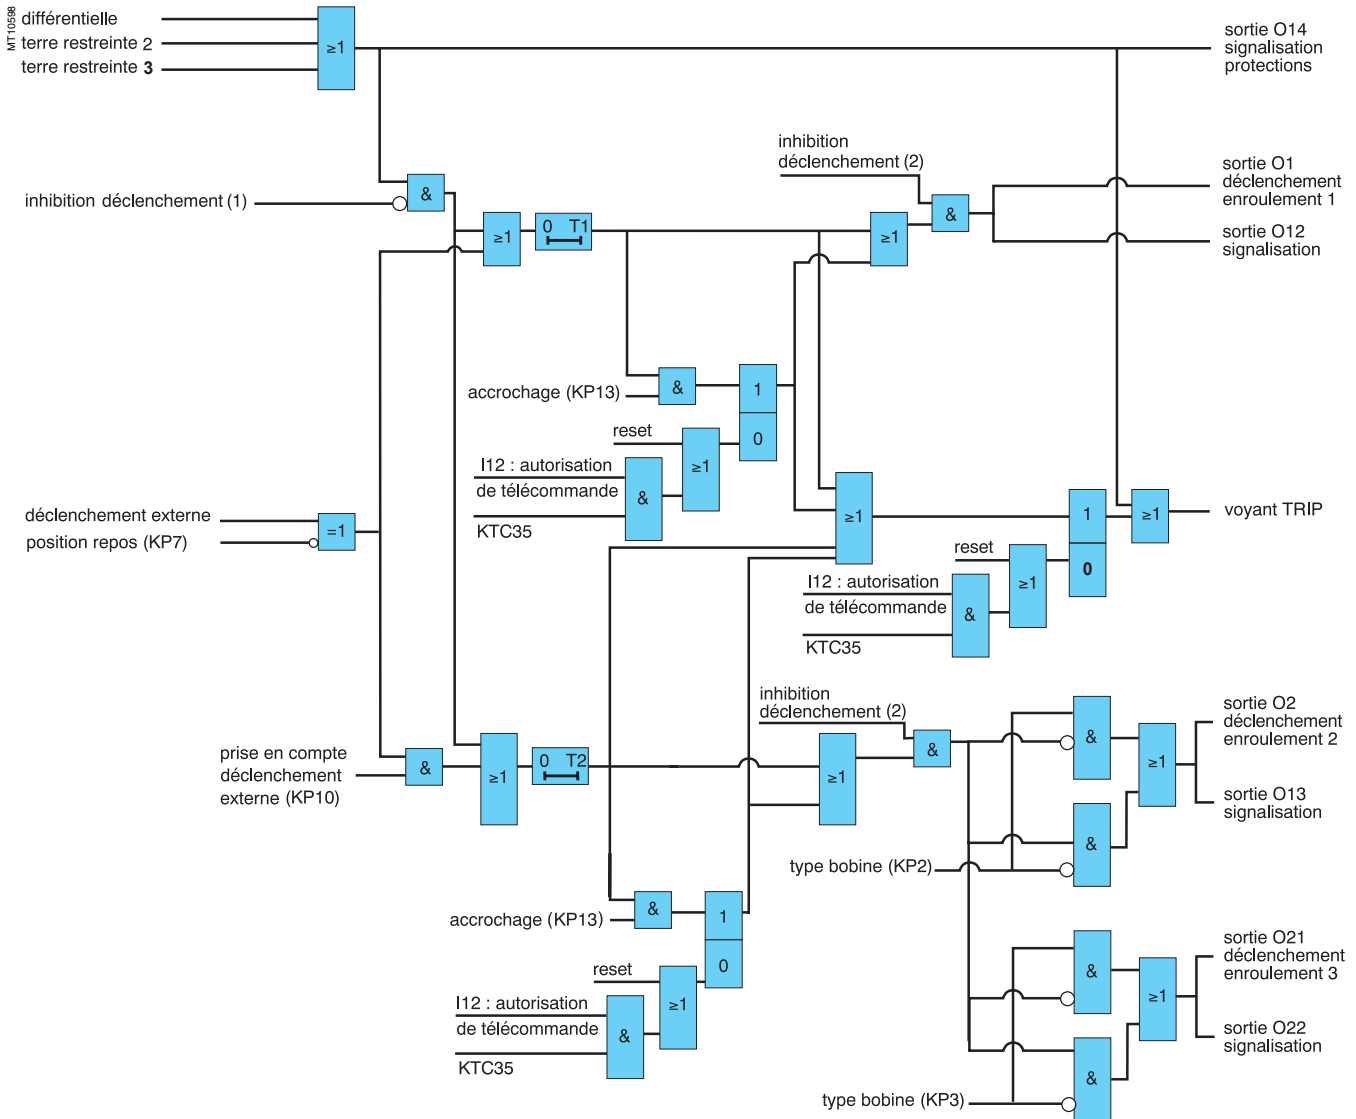 MT10598
différentielle
terre restreinte 2
terre restreinte 3
≥1
sortie O14
signalisation
protections
inhibition
déclenchement (2)
sortie O1
déclenchement
enroulement 1
inhibition déclenchement (1)
&
&
≥1
0 T1
≥1
sortie O12
signalisation
accrochage (KP13)
&
1
0
reset
≥1
I12 : autorisation
de télécommande
&
KTC35
≥1
déclenchement externe
position repos (KP7)
=1
1
0
≥1
voyant TRIP
reset
≥1
I12 : autorisation
de télécommande
&
KTC35
inhibition
déclenchement (2)
&
&
≥1
sortie O2
déclenchement
enroulement 2
prise en compte
déclenchement
externe (KP10)
&
≥1
0 T2
≥1
sortie O13
signalisation
&
type bobine (KP2)
accrochage (KP13)
&
1
0
reset
≥1
I12 : autorisation
de télécommande
&
KTC35
&
≥1
sortie O21
déclenchement
enroulement 3
sortie O22
signalisation
&
type bobine (KP3)